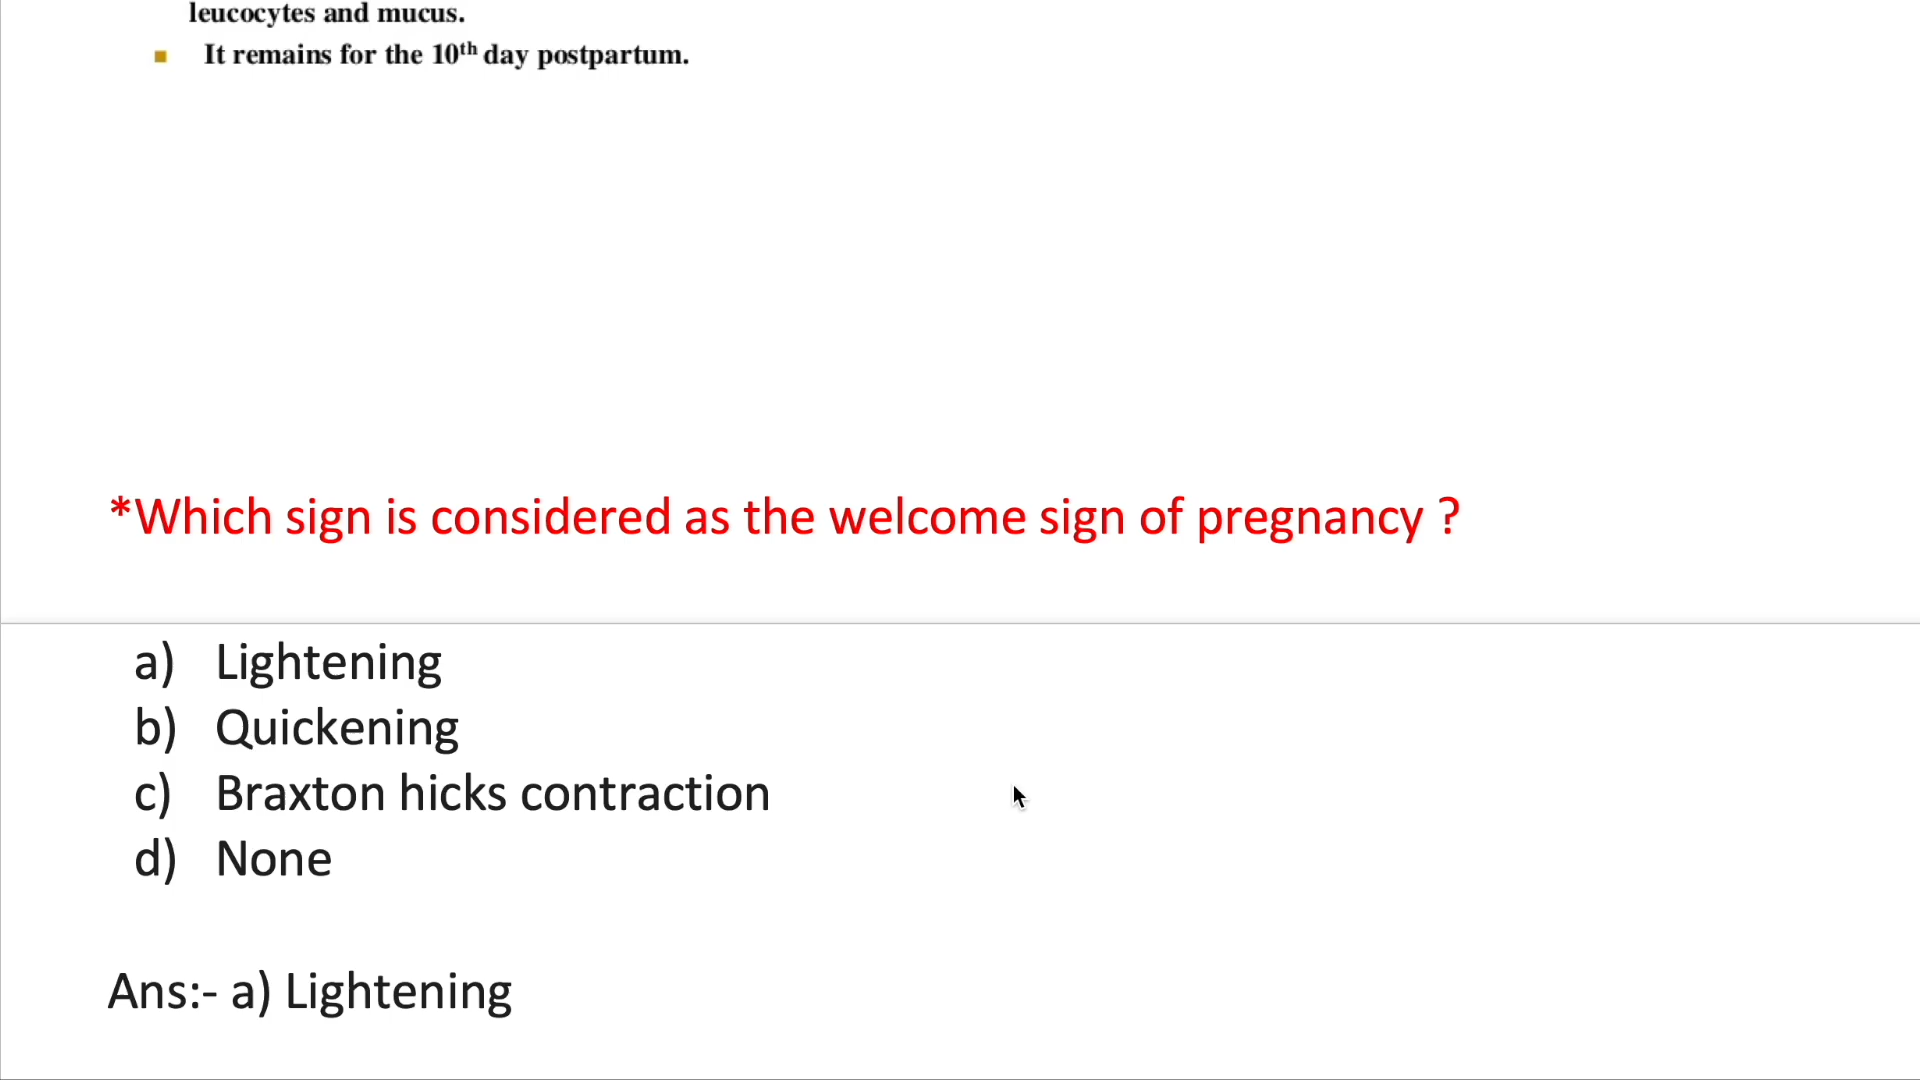 leucocytes and mucus.
It remains for the 10th day postpartum.
*Which sign is considered as the welcome sign of pregnancy ?
a) Lightening
b) Quickening
c) Braxton hicks contraction
d) None
Ans:- a) Lightening